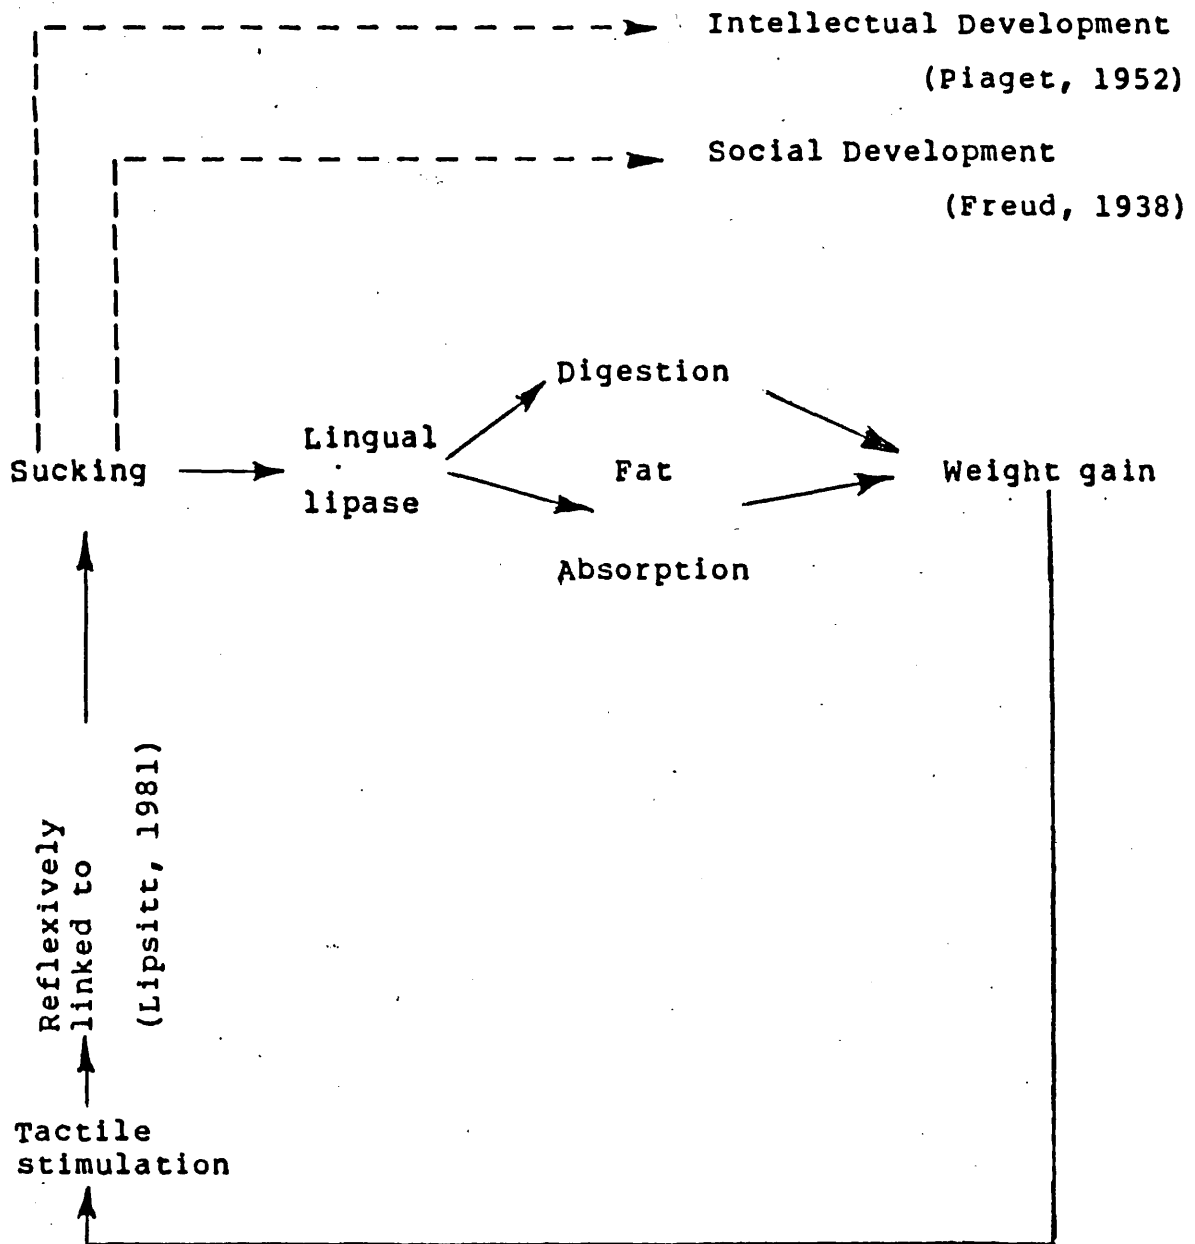 Intellectual Development
(Piaget, 1952)
Social Development
(Freud, 1938)
Digestion
Sucking
Lingual
lipase
Fat
Weight gain
Absorption
Reflexively
linked to
(Lipsitt, 1981)
Tactile
stimulation